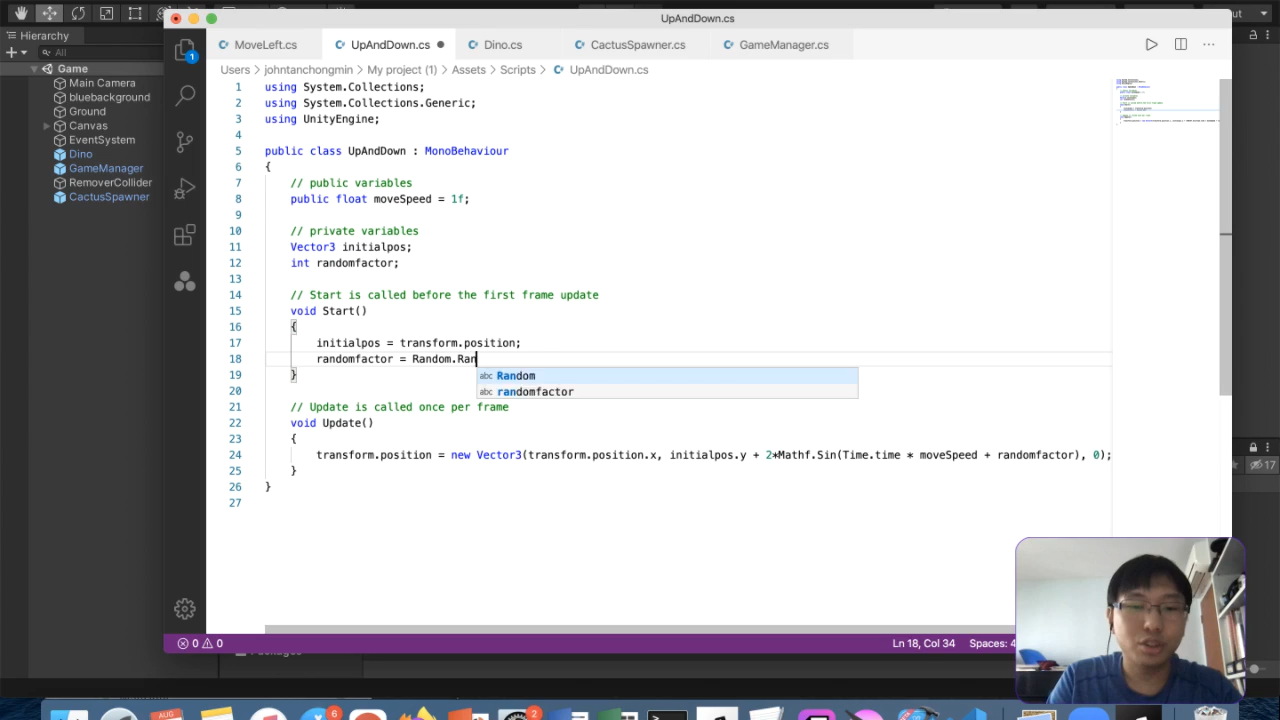 UpAndDown.cs
Hierarchy
All
Game
Main Camera
bluebackground
Ground
Canvas
EventSystem
Dino
GameManager
RemoverCollider
CactusSpawner
1
MoveLeft.cs
UpAndDown.cs
Dino.cs
CactusSpawner.cs
GameManager.cs
Users > johntanchongmin > My project (1) > Assets > Scripts > UpAndDown.cs
1 using System.Collections;
2 using System.Collections.Generic;
3 using UnityEngine;
4
5 public class UpAndDown : MonoBehaviour
6 {
7 // public variables
8 public float moveSpeed = 1f;
9
10 // private variables
11 Vector3 initialpos;
12 int randomfactor;
13
14 // Start is called before the first frame update
15 void Start()
16 {
17 initialpos = transform.position;
18 randomfactor = Random.Ran
19 }
abc Random
abc randomfactor
20
21 // Update is called once per frame
22 void Update()
23 {
24 transform.position = new Vector3(transform.position.x, initialpos.y + 2*Mathf.Sin(Time.time * moveSpeed + randomfactor), 0);
25 }
26 }
27
17
0 0
Ln 18, Col 34
Spaces: 4
AUG
6
2